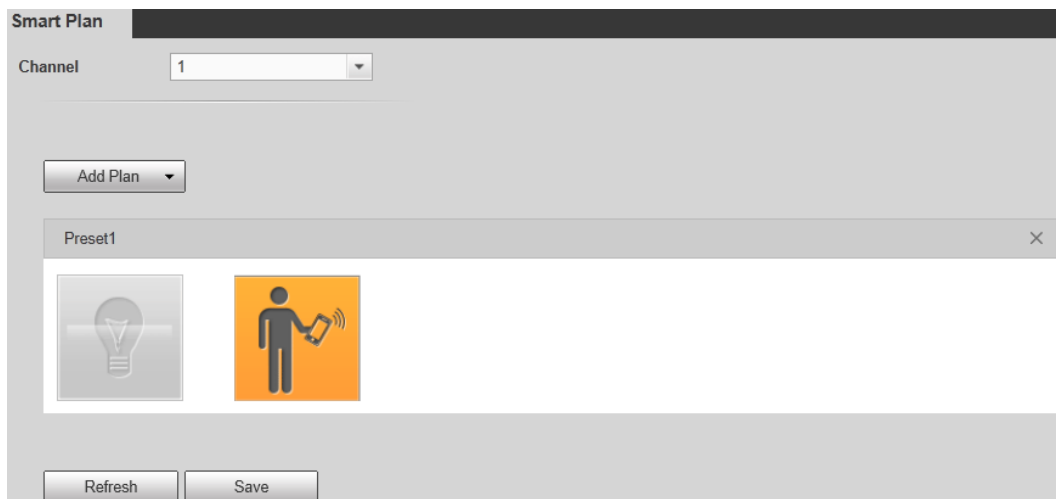 Smart Plan
Channel 1
Add Plan
Preset1
Refresh Save